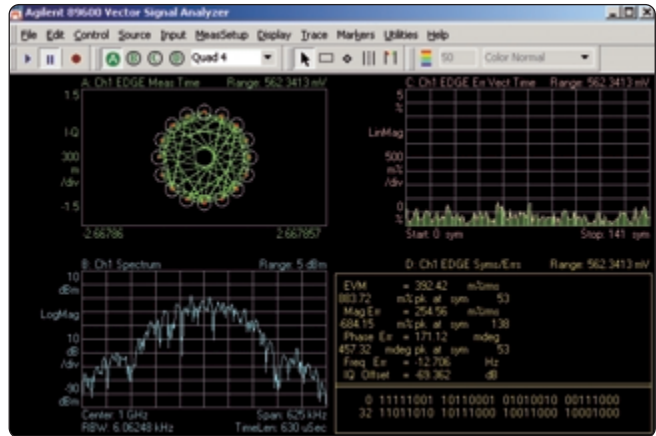 Agilent 89600 Vector Signal Analyzer
File Edit Control Source Input MeasSetup Display Trace Markers Utilities Help
A B C D Quad 4 50 Color Normal
A: Ch1 EDGE Meas Time Range: 562.3413 mV
1.5
I-Q
300
m
/div
-1.5
-2.66786 2.667857
C: Ch1 EDGE Err Vect Time Range: 562.3413 mV
5
%
LinMag
500
m%
/div
0
%
Start: 0 sym Stop: 141 sym
B: Ch1 Spectrum Range: 5 dBm
10
dBm
LogMag
10
dB
/div
-90
dBm
Center: 1 GHz Span: 625 kHz
RBW: 6.06248 kHz TimeLen: 630 uSec
D: Ch1 EDGE Syms/Errs Range: 562.3413 mV
EVM = 392.42 m%rms
883.72 m% pk at sym 53
Mag Err = 254.56 m%rms
684.15 m% pk at sym 138
Phase Err = 171.12 mdeg
457.32 mdeg pk at sym 53
Freq Err = -12.706 Hz
IQ Offset = -69.362 dB
0 11111001 10110001 01010010 00111000
32 11011010 10111000 10011000 10001000